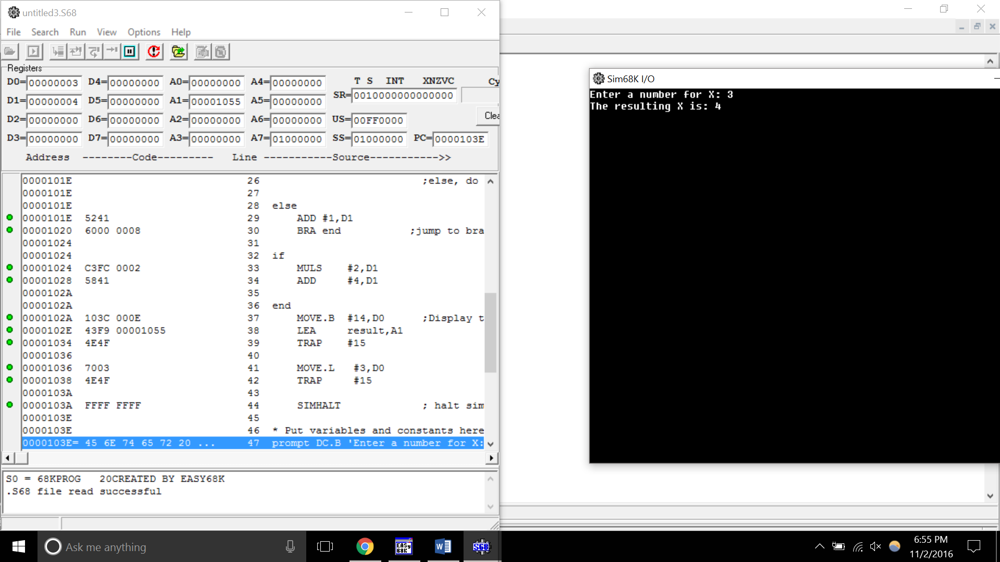 untitled3.S68
File Search Run View Options Help
Registers
D0= 00000003 D4= 00000000 A0= 00000000 A4= 00000000 T S INT XNZVC Cy
D1= 00000004 D5= 00000000 A1= 00001055 A5= 00000000 SR= 0010000000000000
D2= 00000000 D6= 00000000 A2= 00000000 A6= 00000000 US= 00FF0000 Clea
D3= 00000000 D7= 00000000 A3= 00000000 A7= 01000000 SS= 01000000 PC= 0000103E
Address --------Code--------- Line -----------Source----------->>
0000101E 26 ;else, do
0000101E 27
0000101E 28 else
0000101E 5241 29 ADD #1,D1
00001020 6000 0008 30 BRA end ;jump to bra
00001024 31
00001024 32 if
00001024 C3FC 0002 33 MULS #2,D1
00001028 5841 34 ADD #4,D1
0000102A 35
0000102A 36 end
0000102A 103C 000E 37 MOVE.B #14,D0 ;Display t
0000102E 43F9 00001055 38 LEA result,A1
00001034 4E4F 39 TRAP #15
00001036 40
00001036 7003 41 MOVE.L #3,D0
00001038 4E4F 42 TRAP #15
0000103A 43
0000103A FFFF FFFF 44 SIMHALT ; halt sim
0000103E 45
0000103E 46 * Put variables and constants here
0000103E= 45 6E 74 65 72 20 ... 47 prompt DC.B 'Enter a number for X:
S0 = 68KPROG 20CREATED BY EASY68K
.S68 file read successful
Sim68K I/O
Enter a number for X: 3
The resulting X is: 4
Ask me anything
EASy
68K
W
S68
6:55 PM
11/2/2016